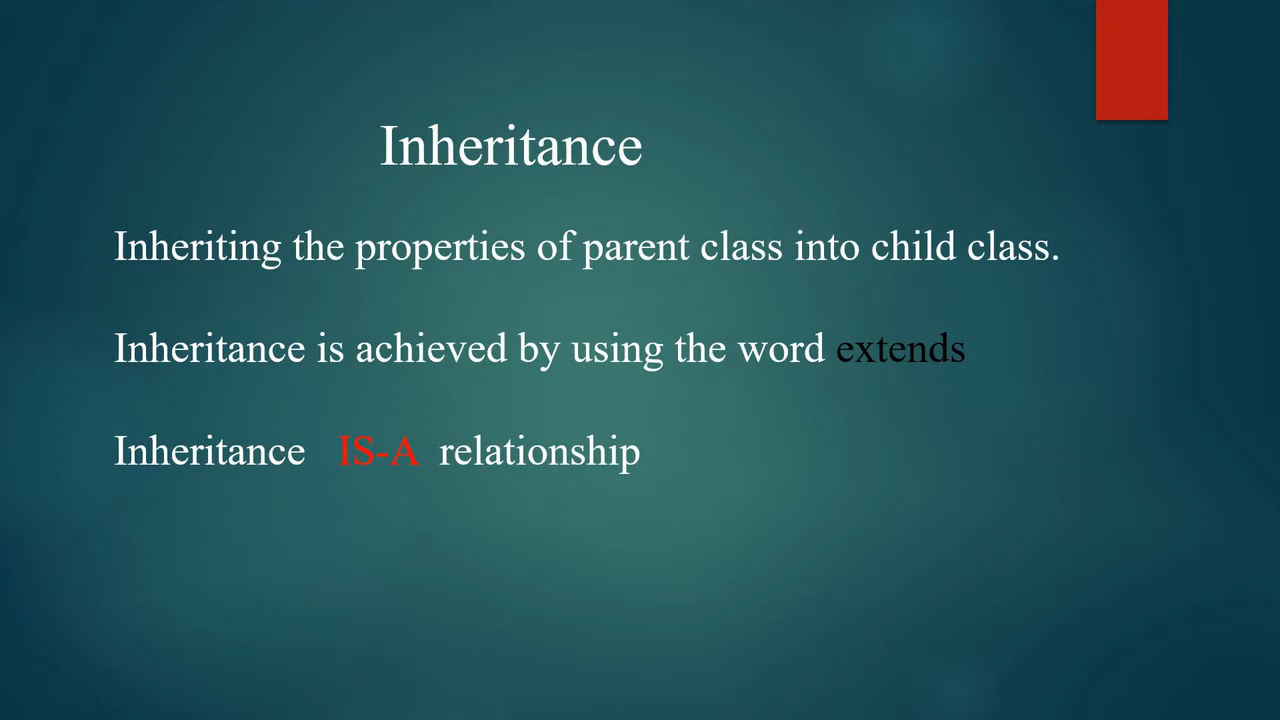 Inheritance
Inheriting the properties of parent class into child class.
Inheritance is achieved by using the word extends
Inheritance IS-A relationship